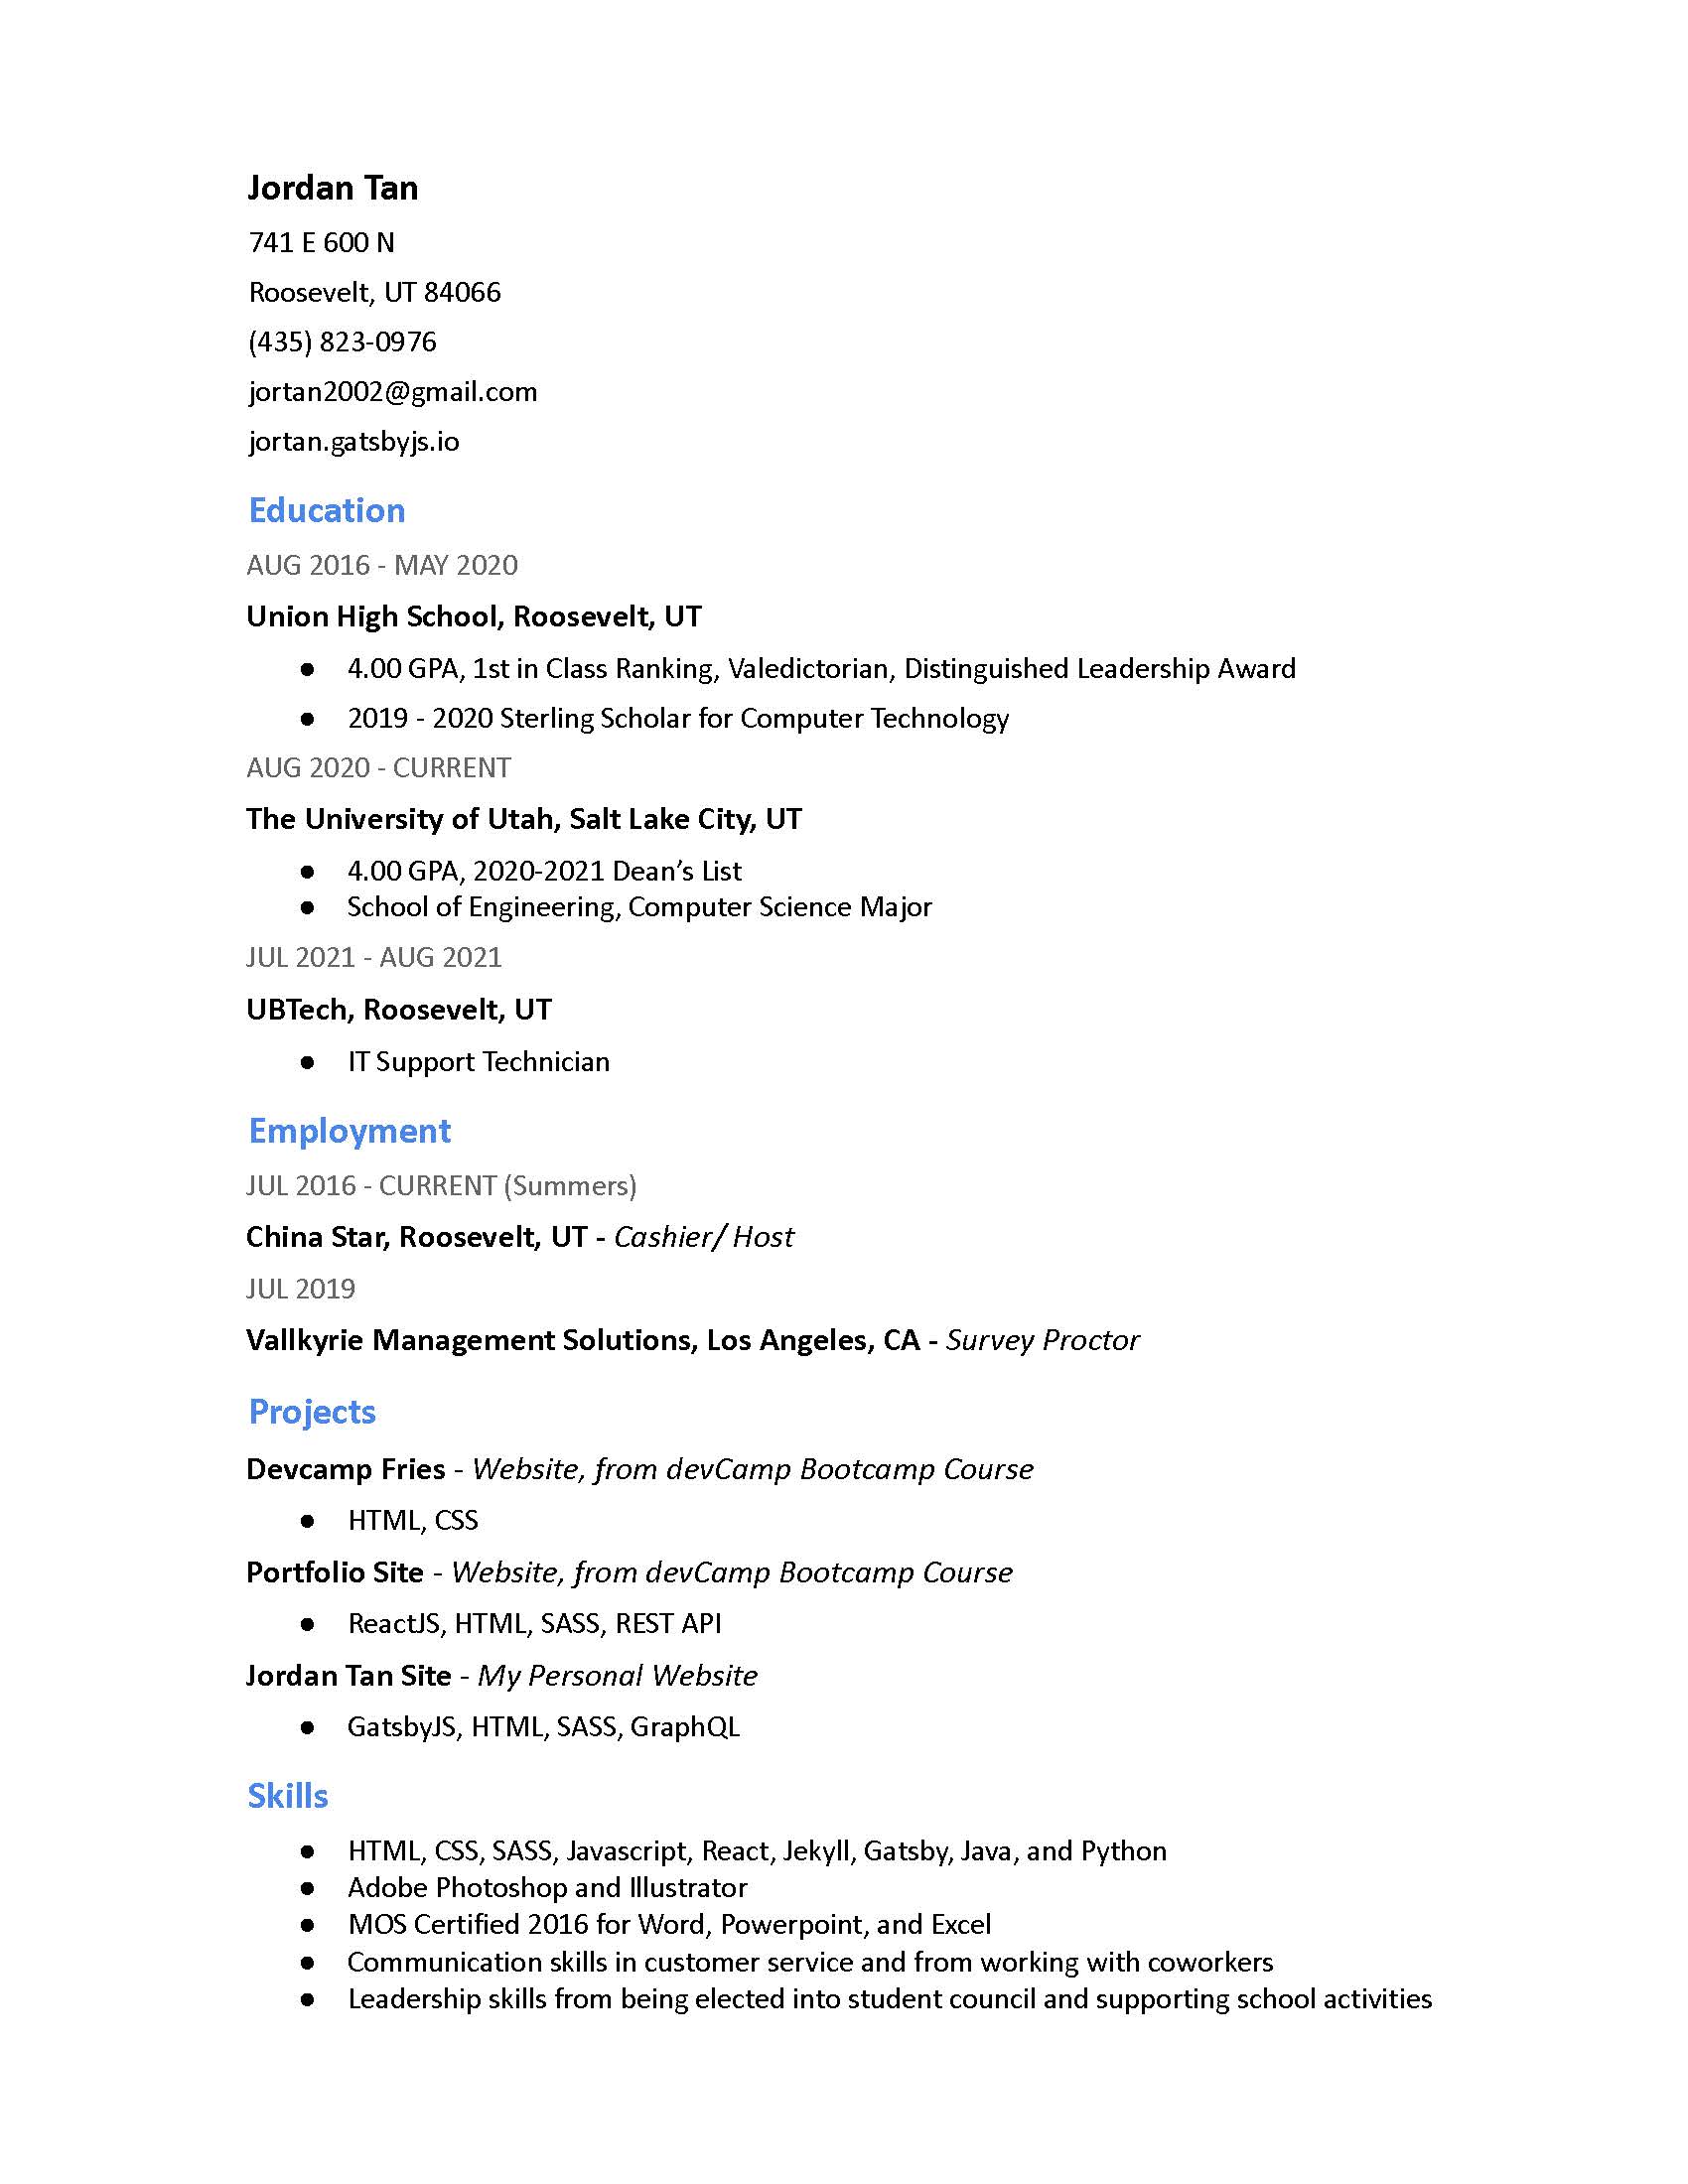 Jordan Tan
741 E 600 N
Roosevelt, UT 84066
(435) 823-0976
jortan2002@gmail.com
jortan.gatsbyjs.io
Education
AUG 2016 - MAY 2020
Union High School, Roosevelt, UT
● 4.00 GPA, 1st in Class Ranking, Valedictorian, Distinguished Leadership Award
● 2019 - 2020 Sterling Scholar for Computer Technology
AUG 2020 - CURRENT
The University of Utah, Salt Lake City, UT
● 4.00 GPA, 2020-2021 Dean’s List
● School of Engineering, Computer Science Major
JUL 2021 - AUG 2021
UBTech, Roosevelt, UT
● IT Support Technician
Employment
JUL 2016 - CURRENT (Summers)
China Star, Roosevelt, UT - Cashier/ Host
JUL 2019
Vallkyrie Management Solutions, Los Angeles, CA - Survey Proctor
Projects
Devcamp Fries - Website, from devCamp Bootcamp Course
● HTML, CSS
Portfolio Site - Website, from devCamp Bootcamp Course
● ReactJS, HTML, SASS, REST API
Jordan Tan Site - My Personal Website
● GatsbyJS, HTML, SASS, GraphQL
Skills
● HTML, CSS, SASS, Javascript, React, Jekyll, Gatsby, Java, and Python
● Adobe Photoshop and Illustrator
● MOS Certified 2016 for Word, Powerpoint, and Excel
● Communication skills in customer service and from working with coworkers
● Leadership skills from being elected into student council and supporting school activities